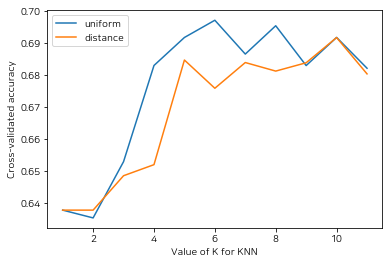 0.70
0.69
0.68
0.67
0.66
0.65
0.64
Cross-validated accuracy
uniform
distance
2 4 6 8 10
Value of K for KNN